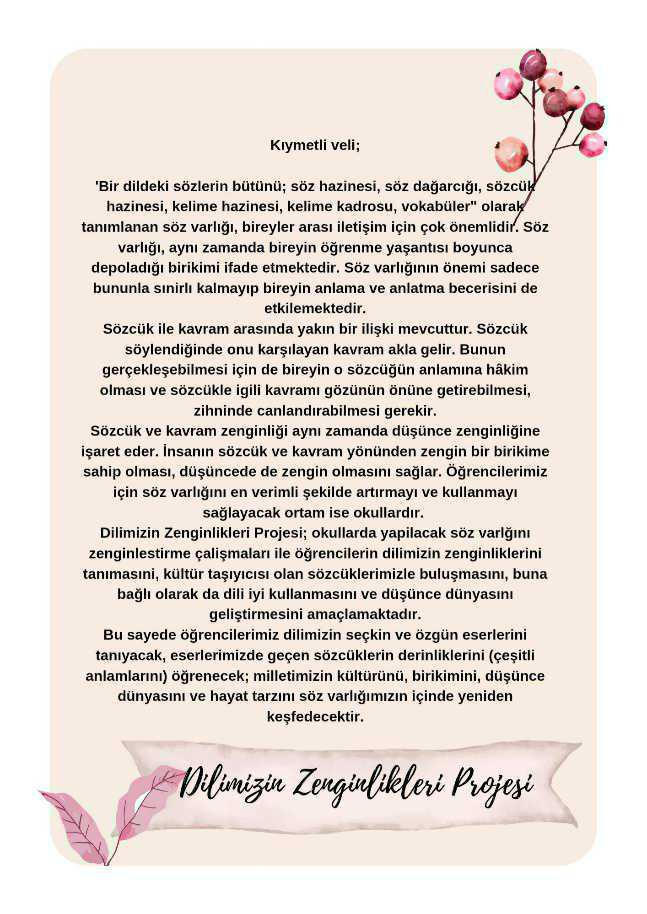 Kıymetli veli;
'Bir dildeki sözlerin bütünü; söz hazinesi, söz dağarcığı, sözcük
hazinesi, kelime hazinesi, kelime kadrosu, vokabüler" olarak
tanımlanan söz varlığı, bireyler arası iletişim için çok önemlidir. Söz
varlığı, aynı zamanda bireyin öğrenme yaşantısı boyunca
depoladığı birikimi ifade etmektedir. Söz varlığının önemi sadece
bununla sınırlı kalmayıp bireyin anlama ve anlatma becerisini de
etkilemektedir.
Sözcük ile kavram arasında yakın bir ilişki mevcuttur. Sözcük
söylendiğinde onu karşılayan kavram akla gelir. Bunun
gerçekleşebilmesi için de bireyin o sözcüğün anlamına hâkim
olması ve sözcükle igili kavramı gözünün önüne getirebilmesi,
zihninde canlandırabilmesi gerekir.
Sözcük ve kavram zenginliği aynı zamanda düşünce zenginliğine
işaret eder. İnsanın sözcük ve kavram yönünden zengin bir birikime
sahip olması, düşüncede de zengin olmasını sağlar. Öğrencilerimiz
için söz varlığını en verimli şekilde artırmayı ve kullanmayı
sağlayacak ortam ise okullardır.
Dilimizin Zenginlikleri Projesi; okullarda yapilacak söz varlğını
zenginlestirme çalişmaları ile öğrencilerin dilimizin zenginliklerini
tanımasıni, kültür taşıyıcısı olan sözcüklerimizle buluşmasını, buna
bağlı olarak da dili iyi kullanmasını ve düşünce dünyasını
geliştirmesini amaçlamaktadır.
Bu sayede öğrencilerimiz dilimizin seçkin ve özgün eserlerini
tanıyacak, eserlerimizde geçen sözcüklerin derinliklerini (çeşitli
anlamlarını) öğrenecek; milletimizin kültürünü, birikimini, düşünce
dünyasını ve hayat tarzını söz varlığımızın içinde yeniden
keşfedecektir.
Dilimizin Zenginlikleri Projesi